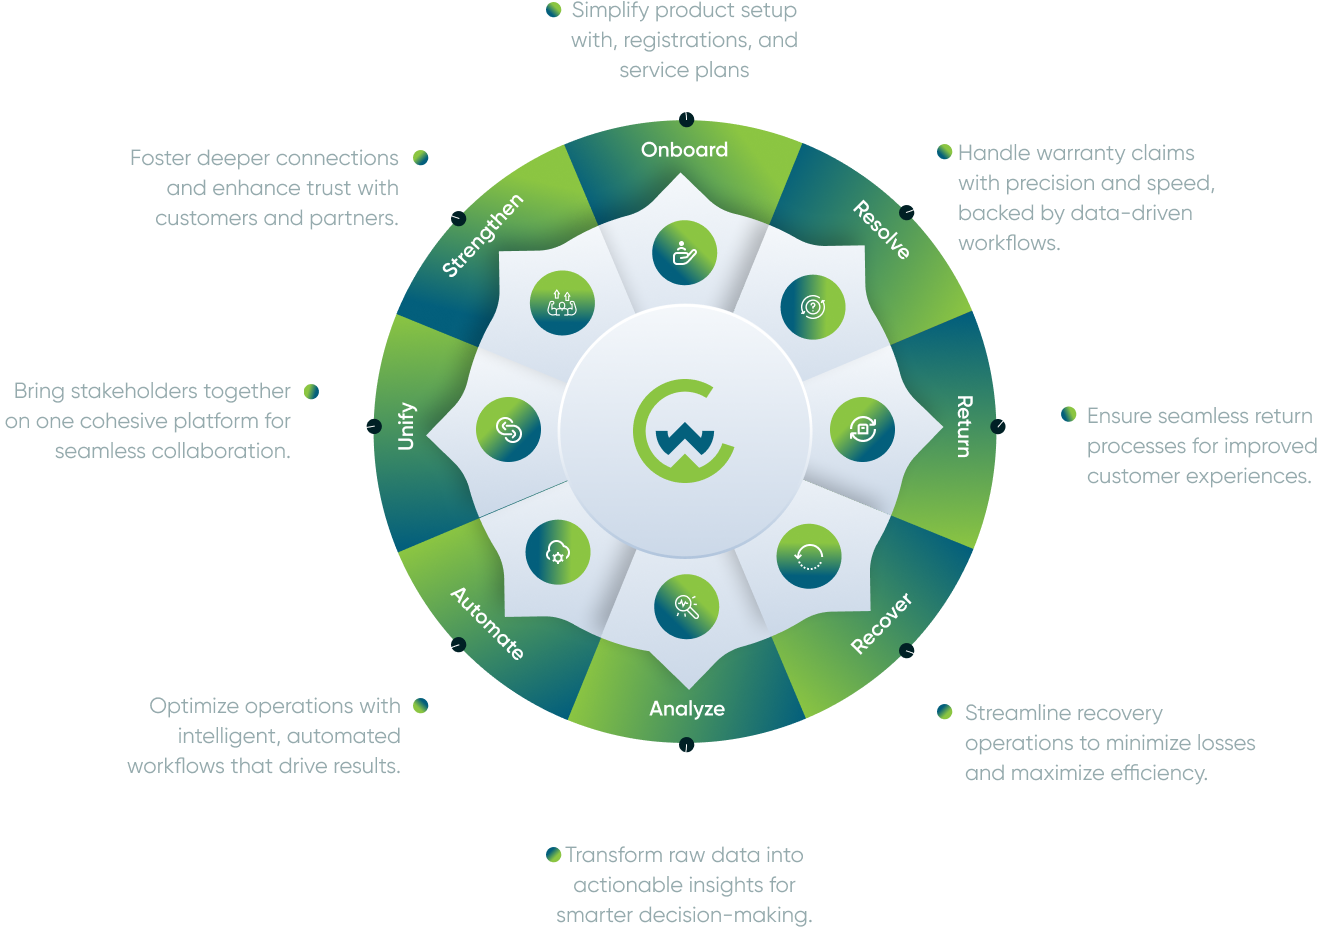 Simplify product setup
with, registrations, and
service plans
Onboard
Handle warranty claims
with precision and speed,
backed by data-driven
workflows.
Resolve
Ensure seamless return
processes for improved
customer experiences.
Return
Streamline recovery
operations to minimize losses
and maximize efficiency.
Recover
Transform raw data into
actionable insights for
smarter decision-making.
Analyze
Optimize operations with
intelligent, automated
workflows that drive results.
Automate
Bring stakeholders together
on one cohesive platform for
seamless collaboration.
Unify
Foster deeper connections
and enhance trust with
customers and partners.
Strengthen